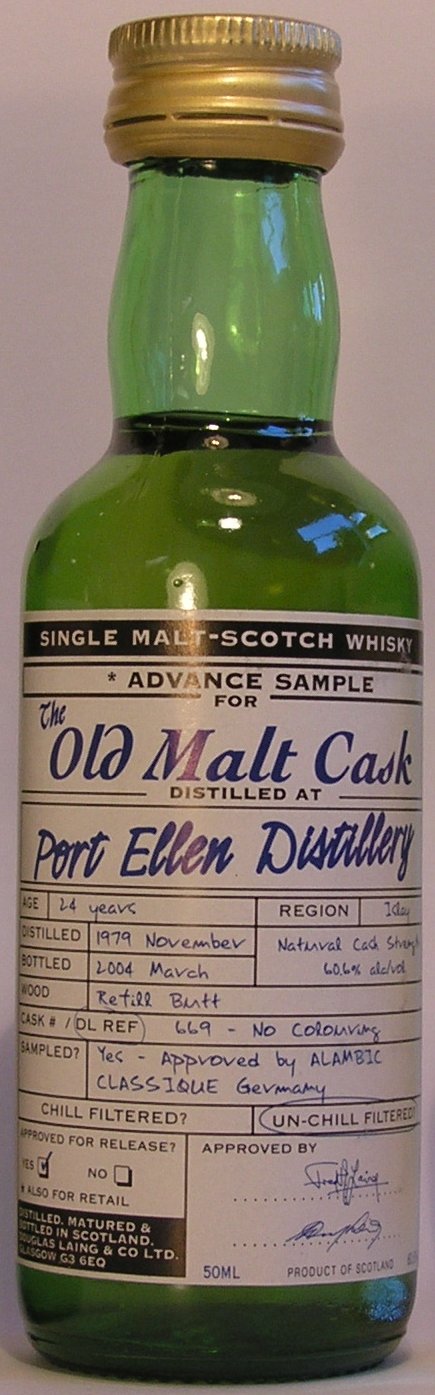 SINGLE MALT-SCOTCH WHISKY
* ADVANCE SAMPLE
FOR
The
Old Malt Cask
DISTILLED AT
Port Ellen Distillery
AGE 24 years REGION Islay
DISTILLED 1979 November Natural Cask Strength
BOTTLED 2004 March 60.6% alc/vol
WOOD Refill Butt
CASK # / DL REF 669 - No Colouring
SAMPLED? Yes - Approved by ALAMBIC
CLASSIQUE Germany
CHILL FILTERED? UN-CHILL FILTERED?
APPROVED FOR RELEASE? APPROVED BY
YES NO
* ALSO FOR RETAIL
DISTILLED, MATURED &
BOTTLED IN SCOTLAND.
DOUGLAS LAING & CO LTD.
GLASGOW G3 6EQ
50ML PRODUCT OF SCOTLAND